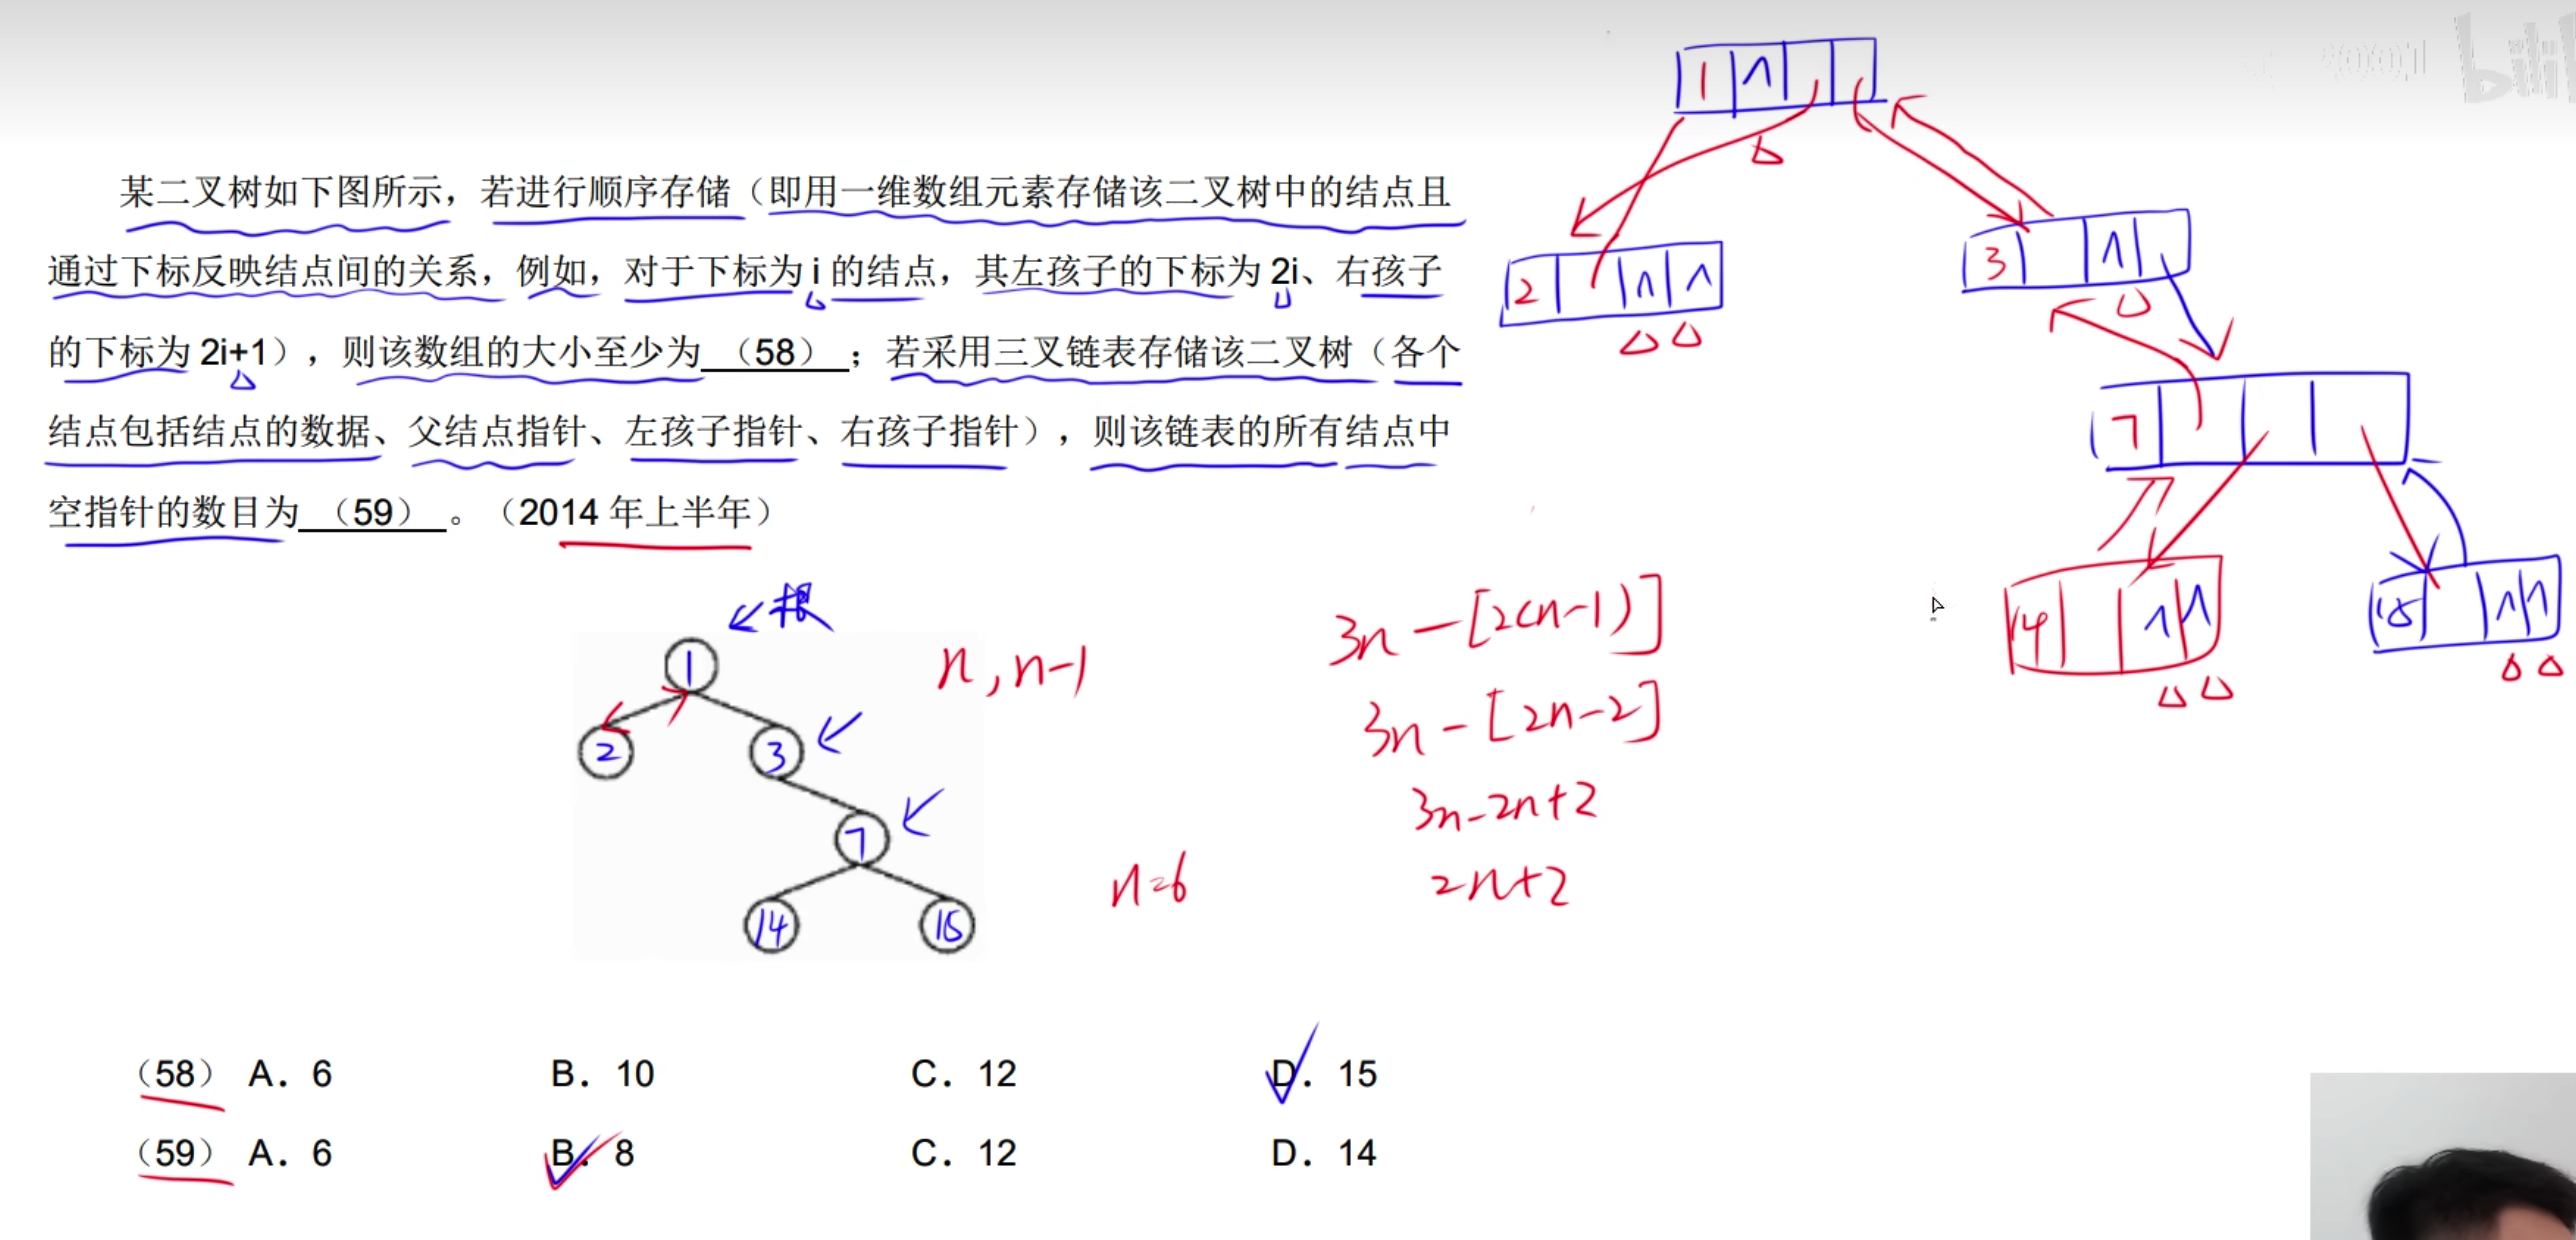 1001 bili
某二叉树如下图所示，若进行顺序存储（即用一维数组元素存储该二叉树中的结点且
通过下标反映结点间的关系，例如，对于下标为 i 的结点，其左孩子的下标为 2i、右孩子
的下标为 2i+1），则该数组的大小至少为 （58） ；若采用三叉链表存储该二叉树（各个
结点包括结点的数据、父结点指针、左孩子指针、右孩子指针），则该链表的所有结点中
空指针的数目为 （59） 。（2014 年上半年）
1 ∧
2 ∧ ∧
3 ∧
7
14 ∧ ∧
15 ∧ ∧
根
1
2 3
7
14 15
n, n-1
n=6
3n-[2(n-1)]
3n-[2n-2]
3n-2n+2
2n+2
（58） A. 6 B. 10 C. 12 D. 15
（59） A. 6 B. 8 C. 12 D. 14